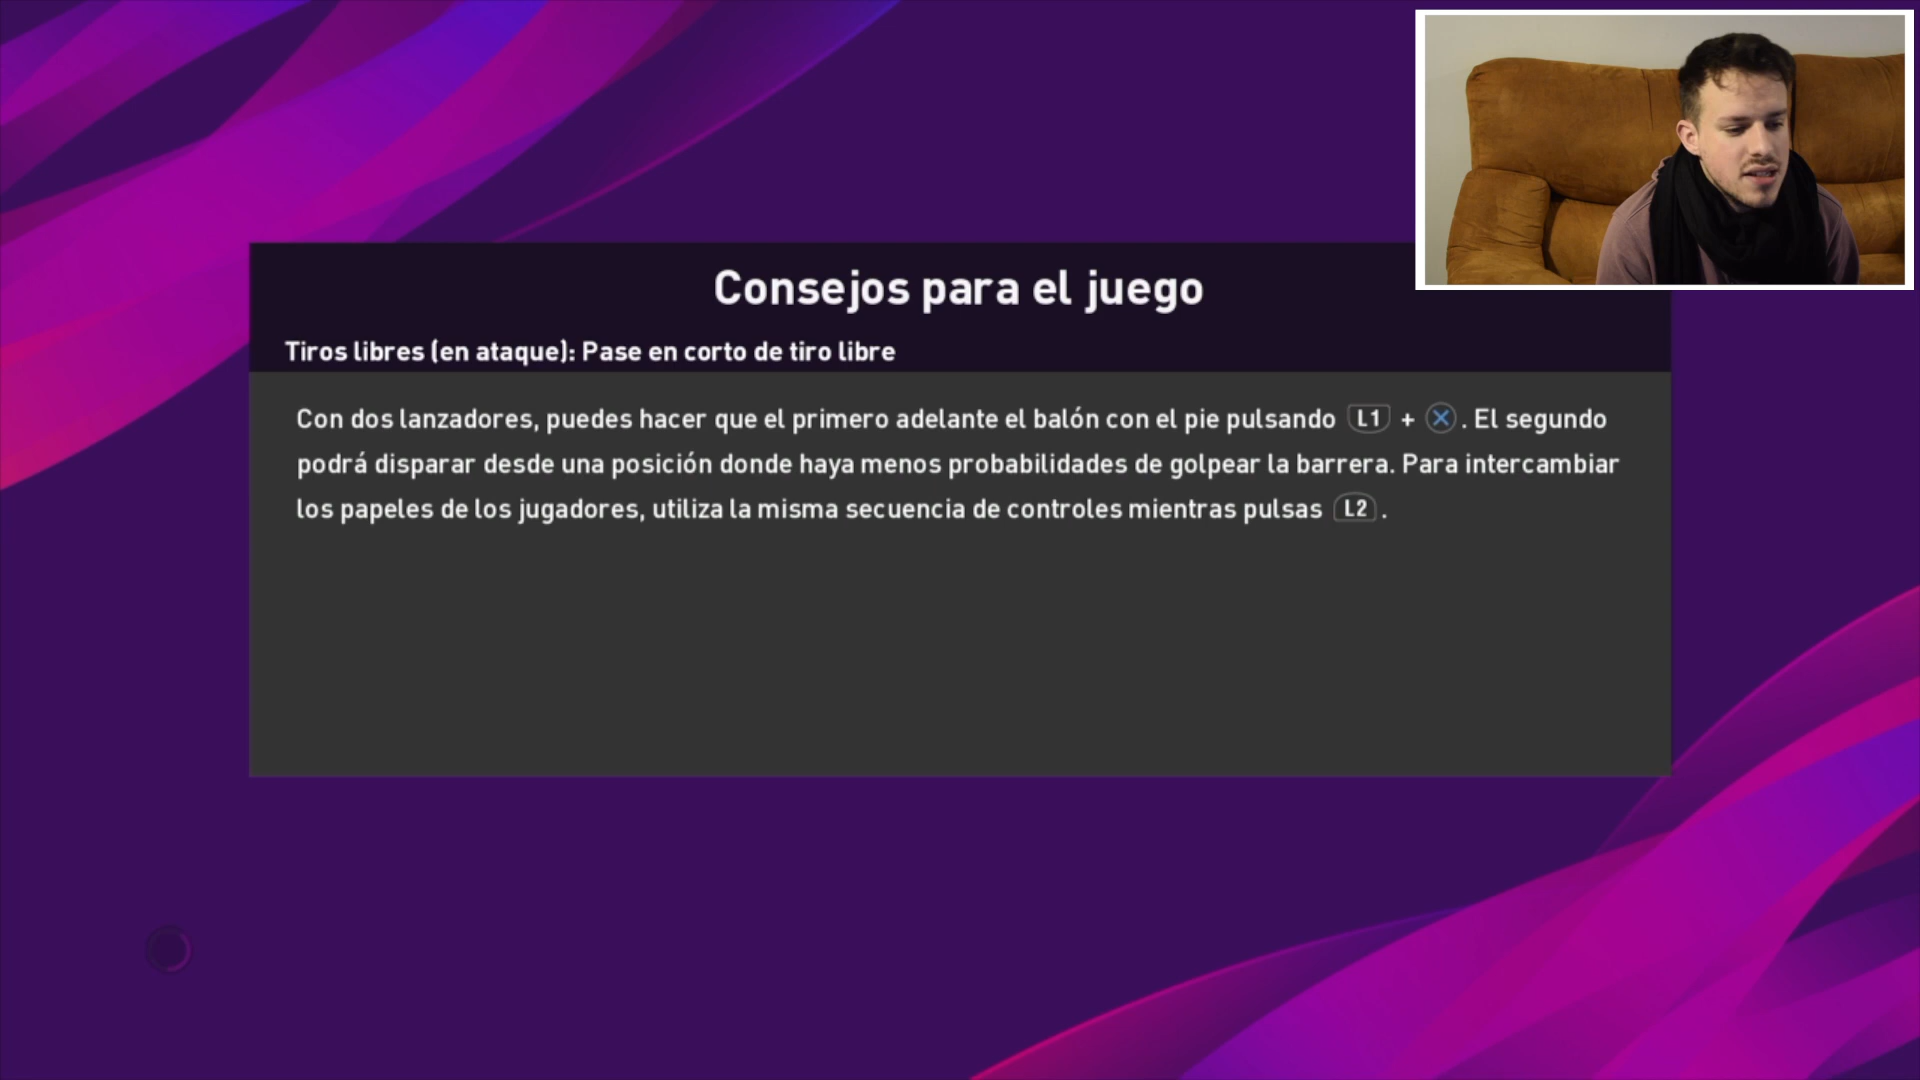 Consejos para el juego
Tiros libres (en ataque): Pase en corto de tiro libre
Con dos lanzadores, puedes hacer que el primero adelante el balón con el pie pulsando L1 + ⓧ. El segundo
podrá disparar desde una posición donde haya menos probabilidades de golpear la barrera. Para intercambiar
los papeles de los jugadores, utiliza la misma secuencia de controles mientras pulsas L2.